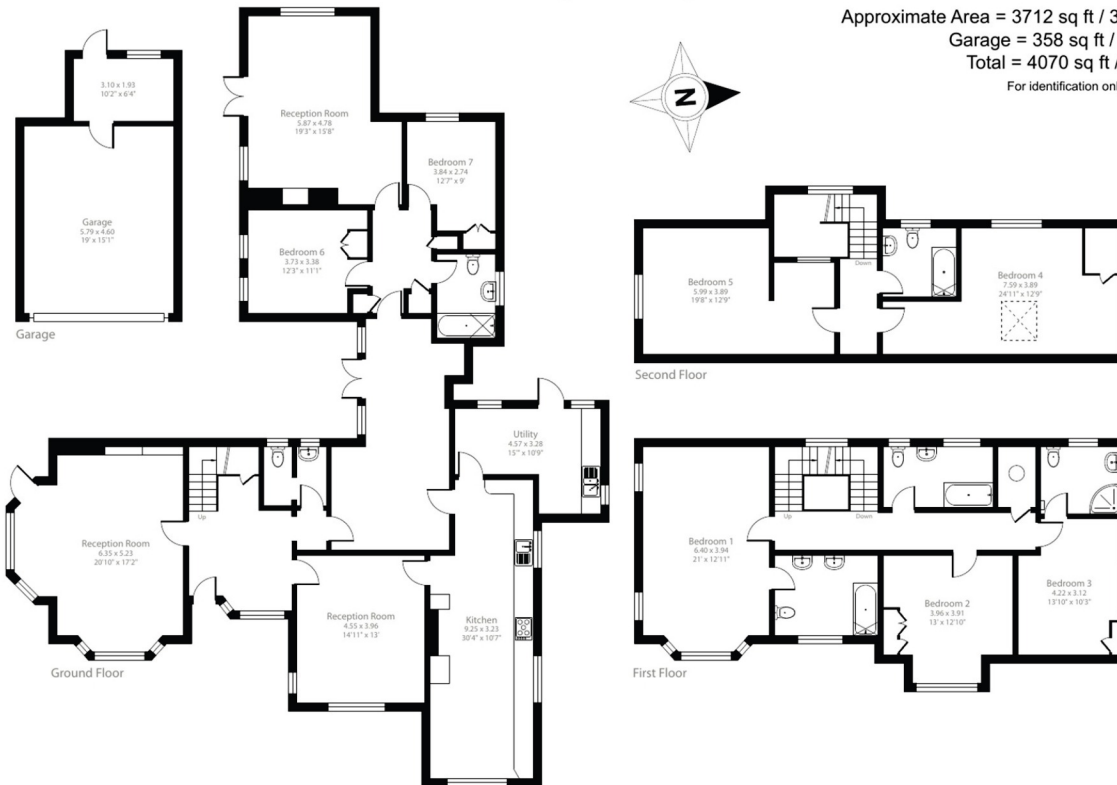 Approximate Area = 3712 sq ft / 3
Garage = 358 sq ft /
Total = 4070 sq ft /
For identification onl
N
3.10 x 1.93
10'2" x 6'4"
Garage
5.79 x 4.60
19' x 15'1"
Garage
Reception Room
5.87 x 4.78
19'3" x 15'8"
Bedroom 7
3.84 x 2.74
12'7" x 9'
Bedroom 6
3.73 x 3.38
12'3" x 11'1"
Utility
4.57 x 3.28
15'" x 10'9"
Up
Reception Room
6.35 x 5.23
20'10" x 17'2"
Reception Room
4.55 x 3.96
14'11" x 13'
Kitchen
9.25 x 3.23
30'4" x 10'7"
Ground Floor
Down
Bedroom 5
5.99 x 3.89
19'8" x 12'9"
Bedroom 4
7.59 x 3.89
24'11" x 12'9"
Second Floor
Up
Down
Bedroom 1
6.40 x 3.94
21' x 12'11"
Bedroom 2
3.96 x 3.91
13' x 12'10"
Bedroom 3
4.22 x 3.12
13'10" x 10'3"
First Floor